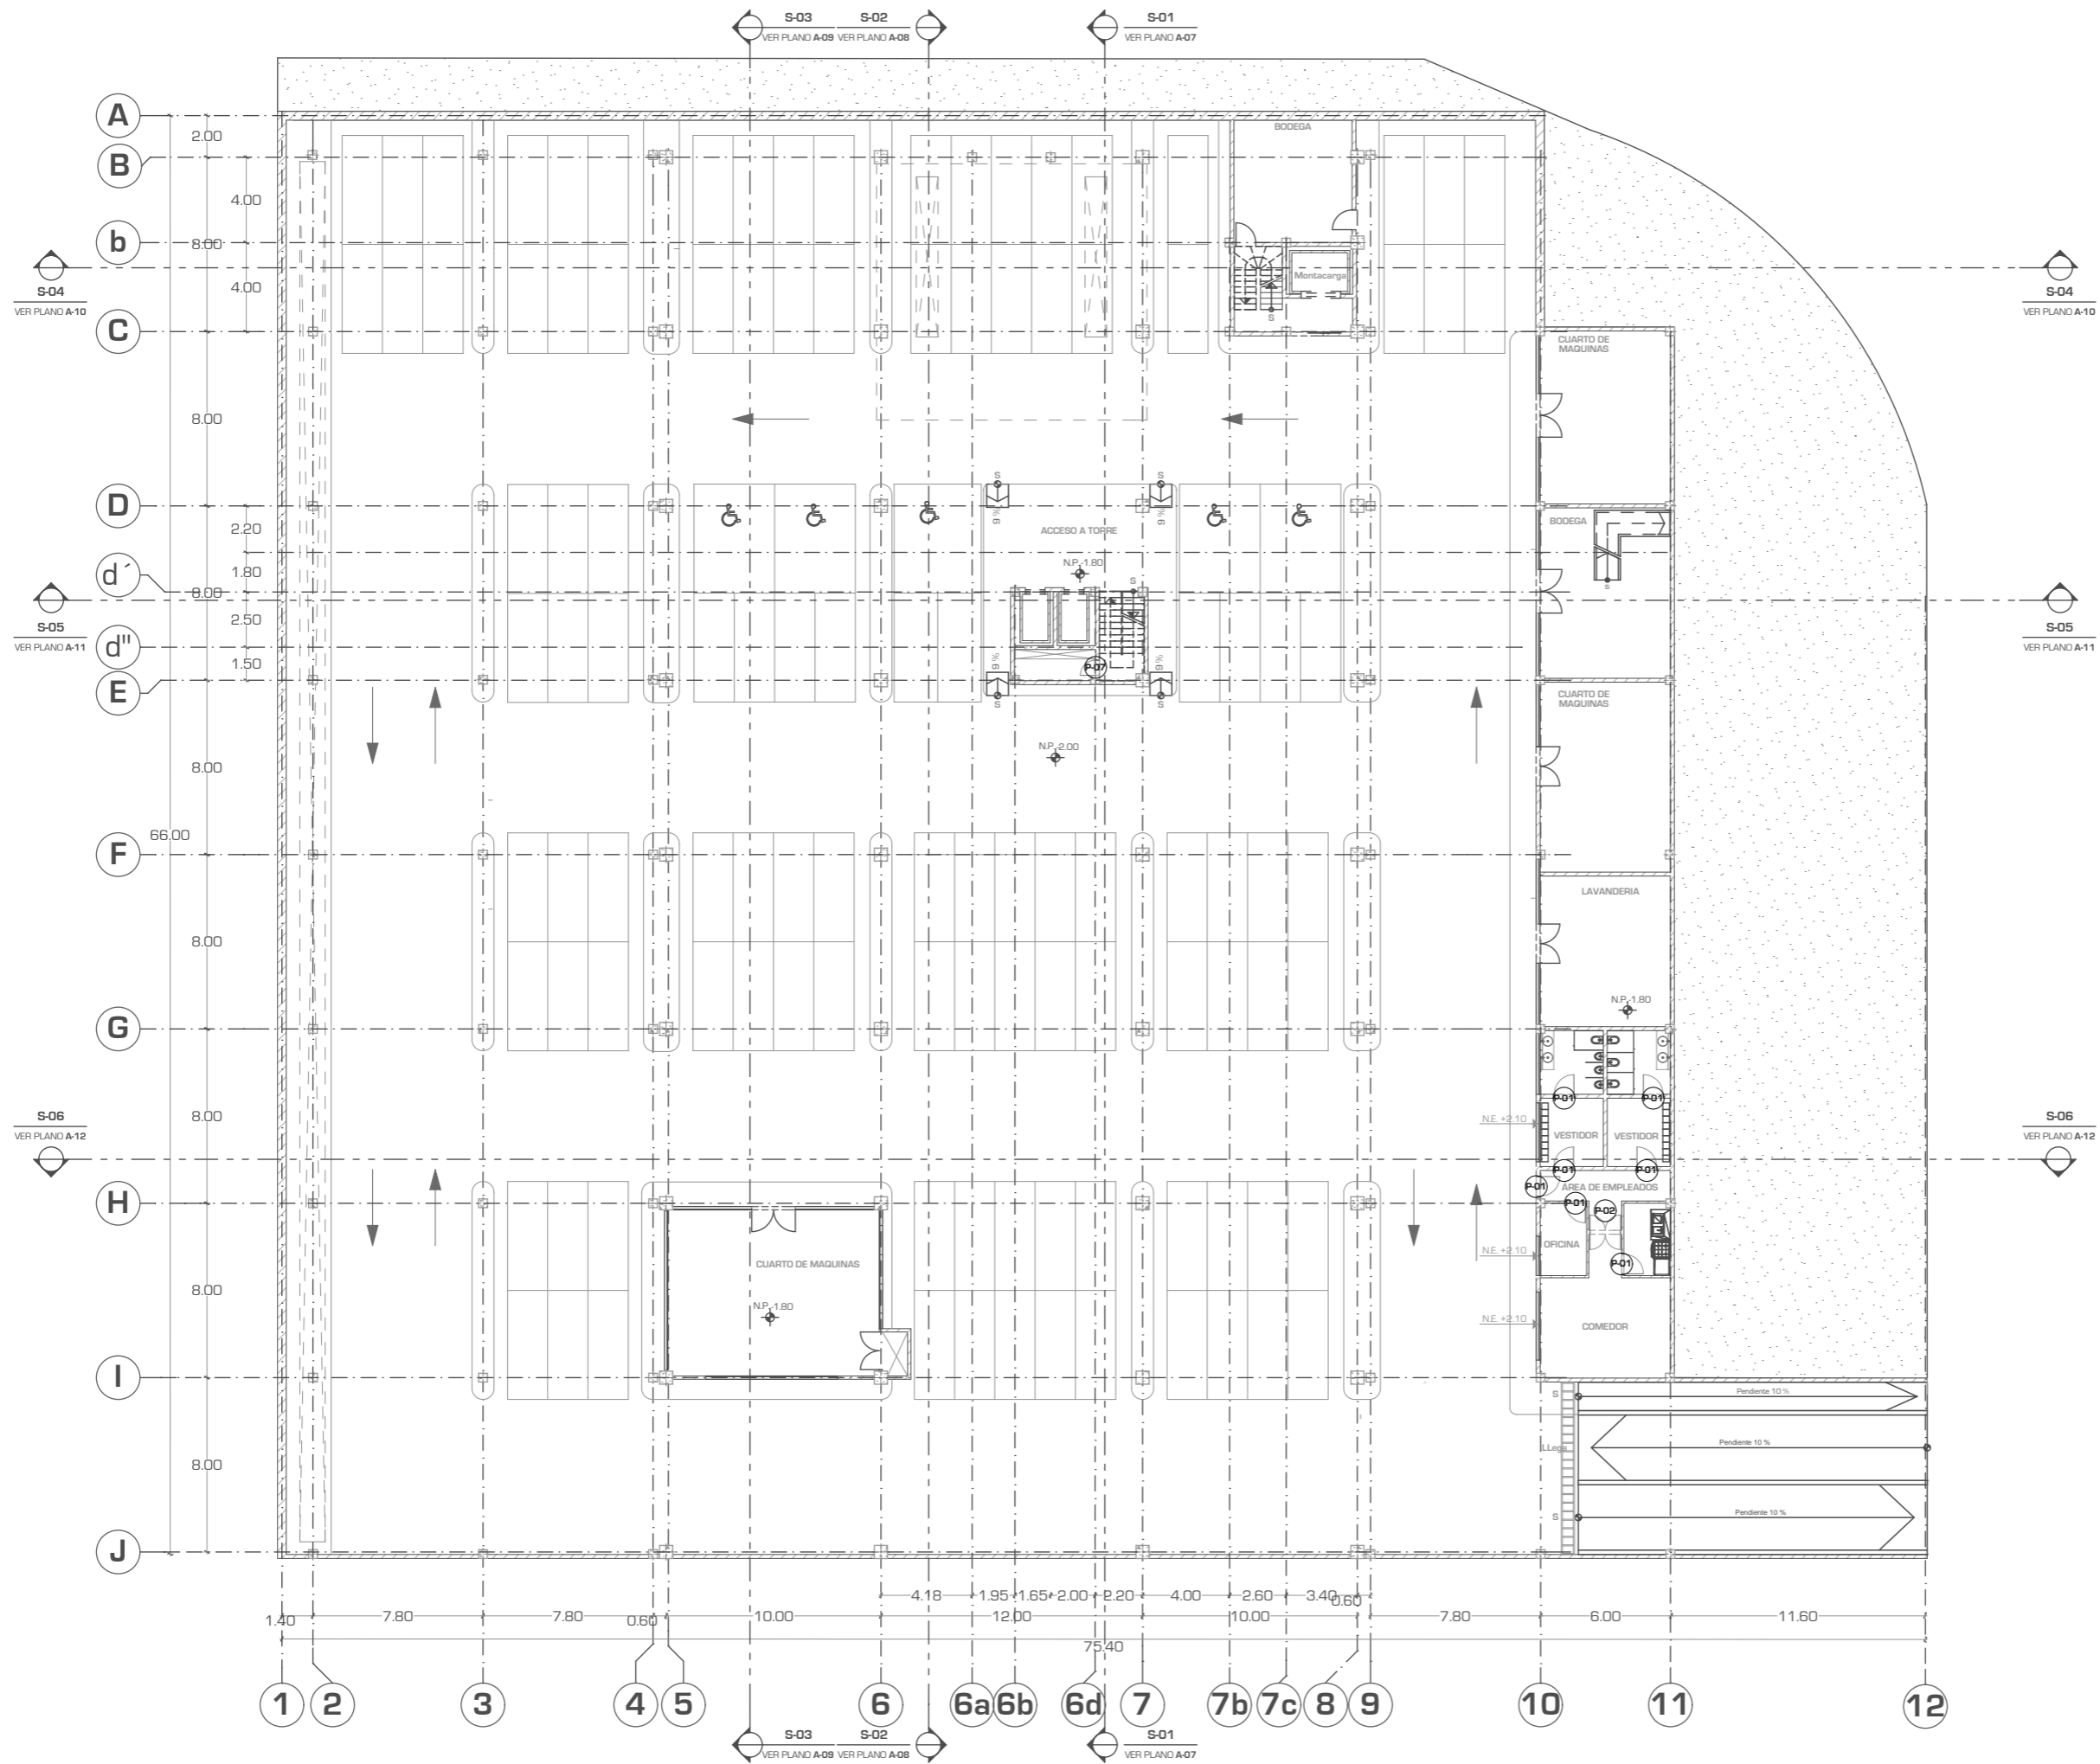 S-03
VER PLANO A-09
S-02
VER PLANO A-08
S-01
VER PLANO A-07
A
2.00
BODEGA
B
4.00
b
8.00
S-04
VER PLANO A-10
Montacarga
S-04
VER PLANO A-10
4.00
S
C
CUARTO DE
MAQUINAS
8.00
S
S
D
9%
9%
2.20
ACCESO A TORRE
BODEGA
d´
1.80
N.P.-1.80
S
S
8.00
S-05
VER PLANO A-11
2.50
S-05
VER PLANO A-11
d"
1.50
9%
P-07
9%
E
S
S
CUARTO DE
MAQUINAS
N.P.-2.00
8.00
66.00
F
LAVANDERIA
8.00
N.P.-1.80
G
P-01
P-01
8.00
S-06
VER PLANO A-12
N.E. +2.10
VESTIDOR
VESTIDOR
S-06
VER PLANO A-12
P-01
P-01
P-01
AREA DE EMPLEADOS
H
P-01
P-02
OFICINA
N.E. +2.10
CUARTO DE MAQUINAS
P-01
8.00
N.P.-1.80
N.E. +2.10
COMEDOR
I
S
Pendiente 10 %
LLega
Pendiente 10 %
8.00
S
Pendiente 10 %
J
4.18
1.95
1.65
2.00
2.20
4.00
2.60
3.40
0.60
1.40
7.80
7.80
0.60
10.00
12.00
10.00
7.80
6.00
11.60
75.40
1
2
3
4
5
6
6a
6b
6d
7
7b
7c
8
9
10
11
12
S-03
VER PLANO A-09
S-02
VER PLANO A-08
S-01
VER PLANO A-07